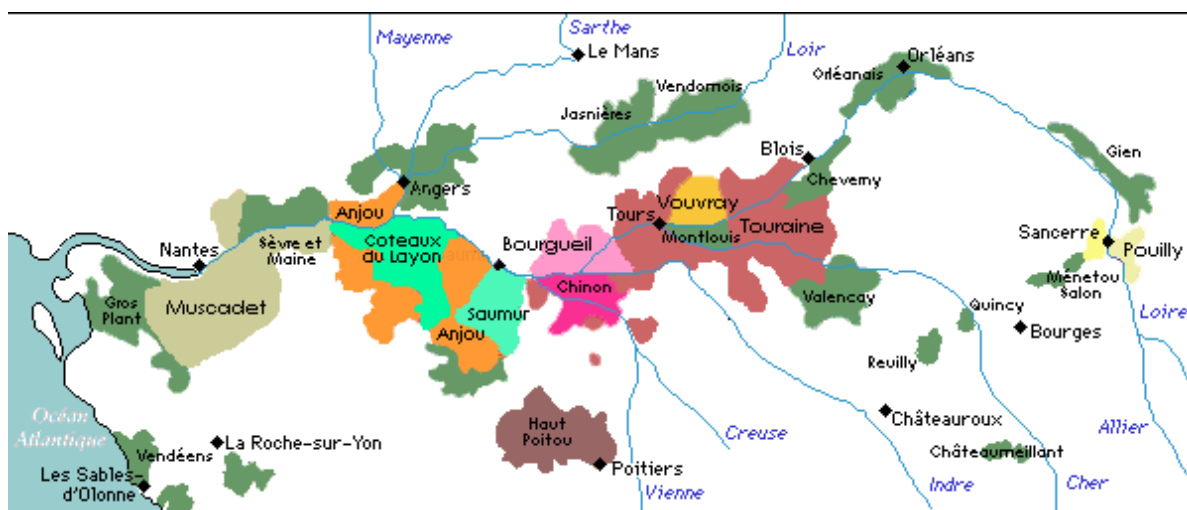 Sarthe
Mayenne
Le Mans
Loir
Orléans
Orléanais
Vendomois
Jasnières
Blois
Gien
Angers
Cheverny
Anjou
Vouvray
Tours
Touraine
Sancerre
Nantes
Sèvre et
Maine
Coteaux
du Layon
Bourgueil
Montlouis
Pouilly
Chinon
Ménetou
Salon
Gros
Plant
Muscadet
Saumur
Valencay
Quincy
Loire
Anjou
Bourges
Reuilly
Océan
Atlantique
Haut
Poitou
Châteauroux
Creuse
Allier
Vendéens
La Roche-sur-Yon
Châteaumeillant
Poitiers
Les Sables-
d'Olonne
Vienne
Indre
Cher